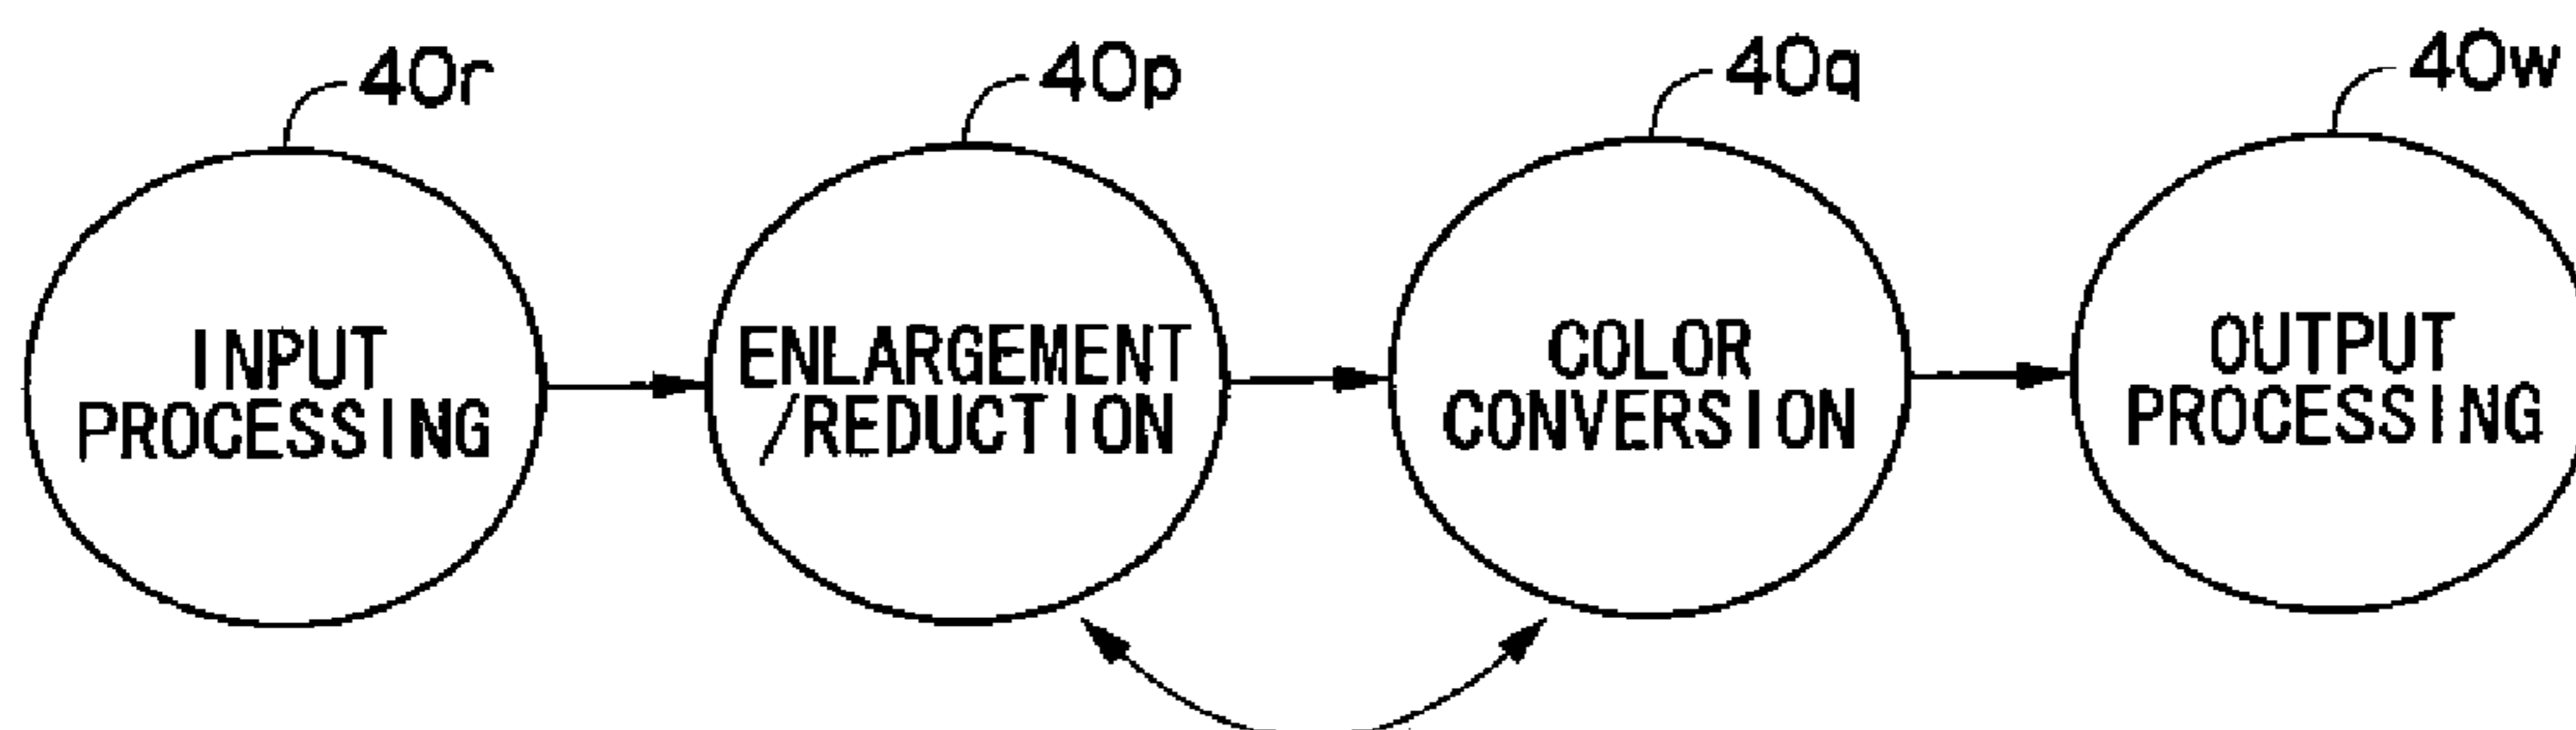 40r
40p
40q
40w
INPUT
PROCESSING
ENLARGEMENT
/REDUCTION
COLOR
CONVERSION
OUTPUT
PROCESSING